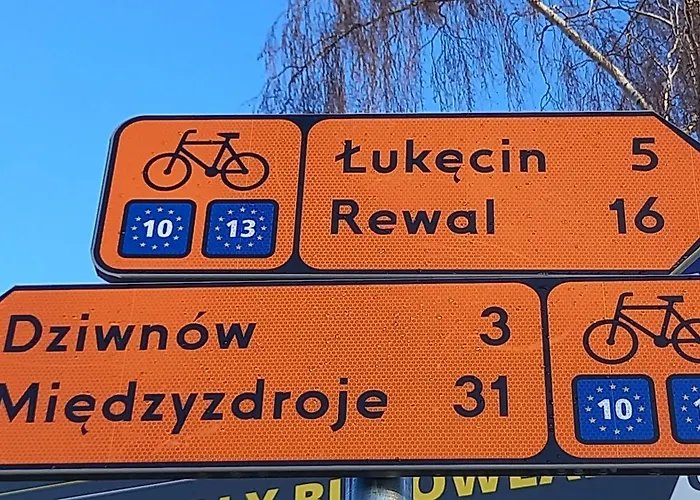 Łukęcin 5
Rewal 16
10 13
Dziwnów 3
Międzyzdroje 31
10